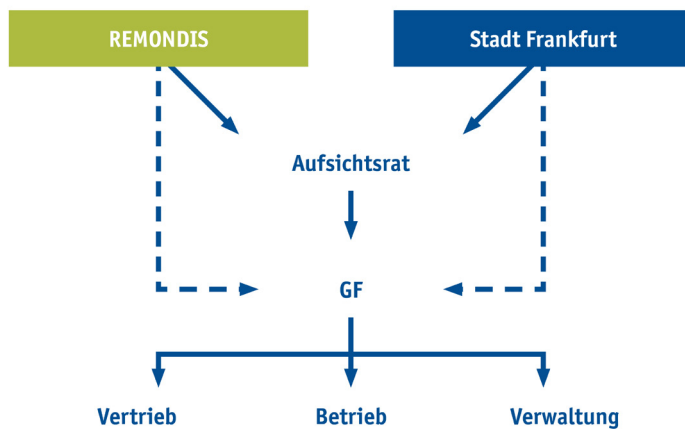 REMONDIS
Stadt Frankfurt
Aufsichtsrat
GF
Vertrieb
Betrieb
Verwaltung